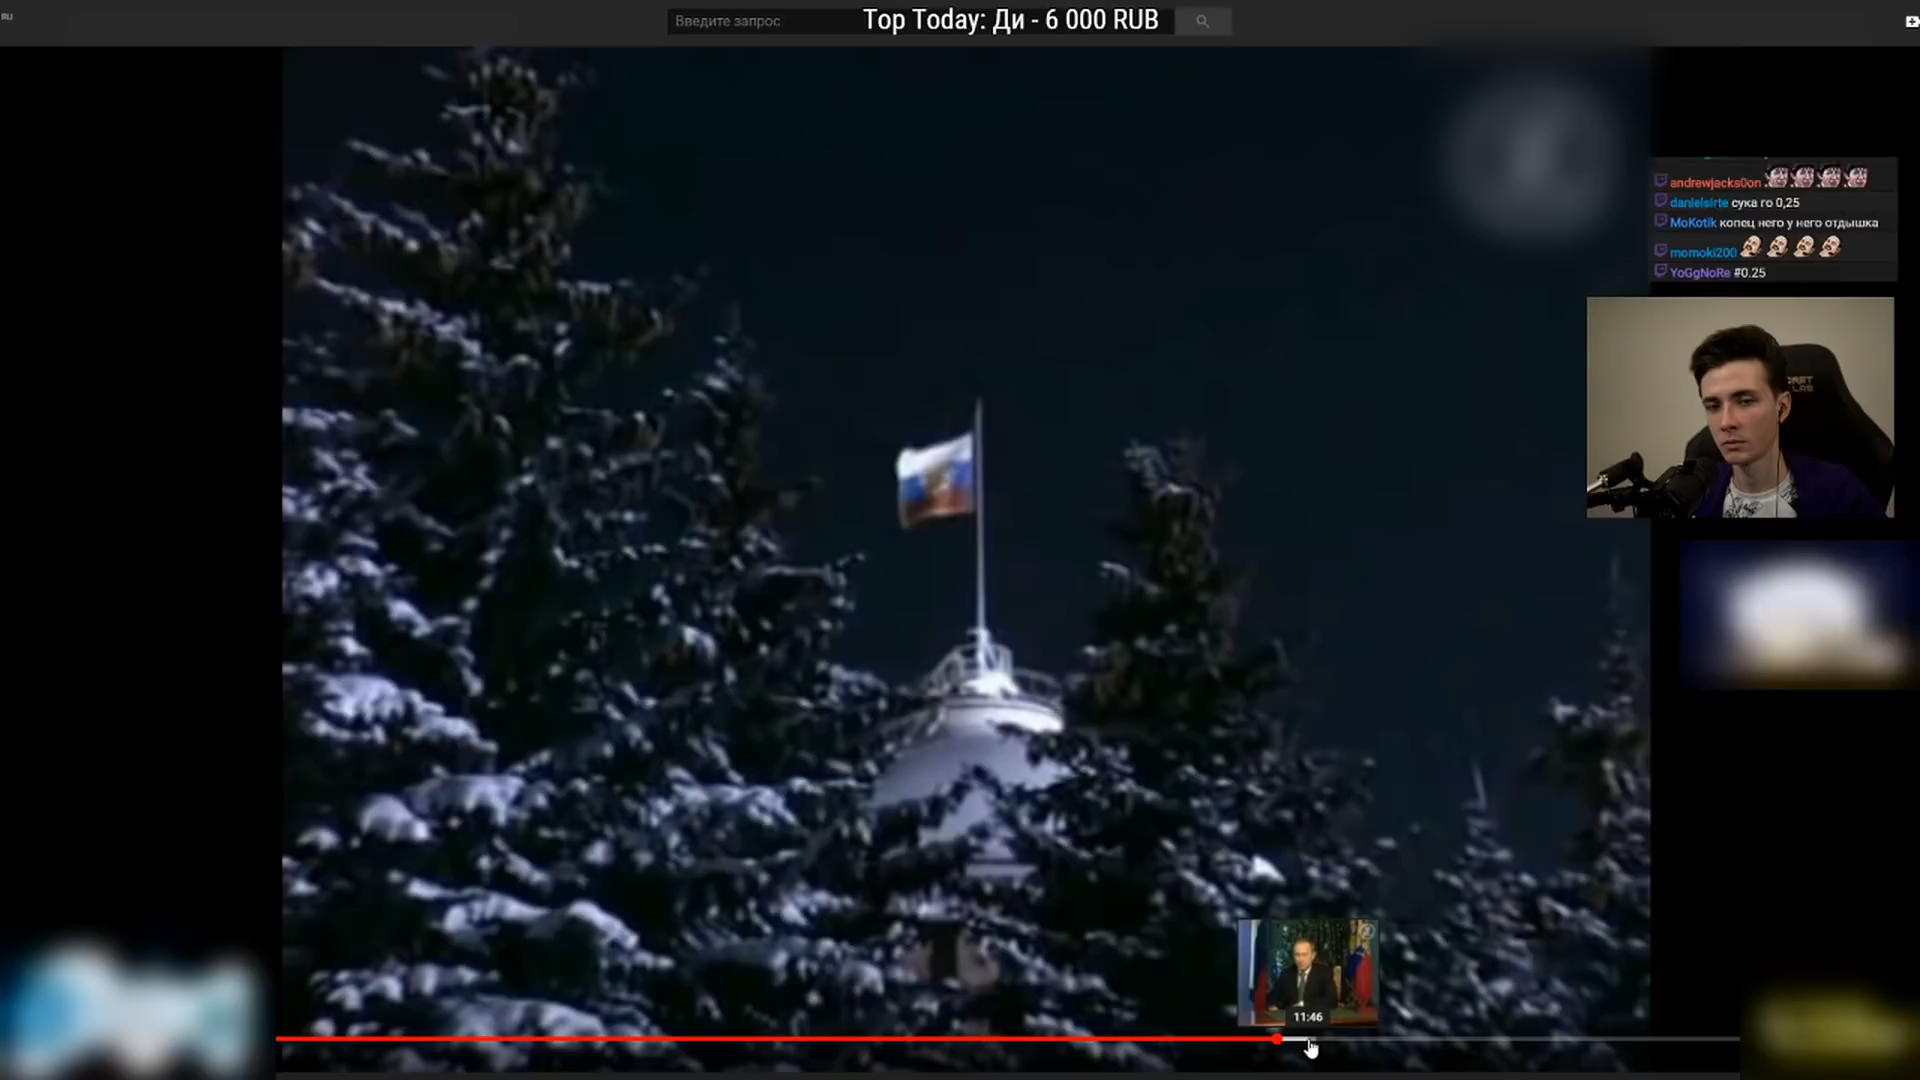 RU
Введите запрос
Top Today: Ди - 6 000 RUB
andrewjacks0on
danielsirte сука го 0,25
MoKotik копец него у него отдышка
momoki200
YoGgNoRe #0.25
11:46